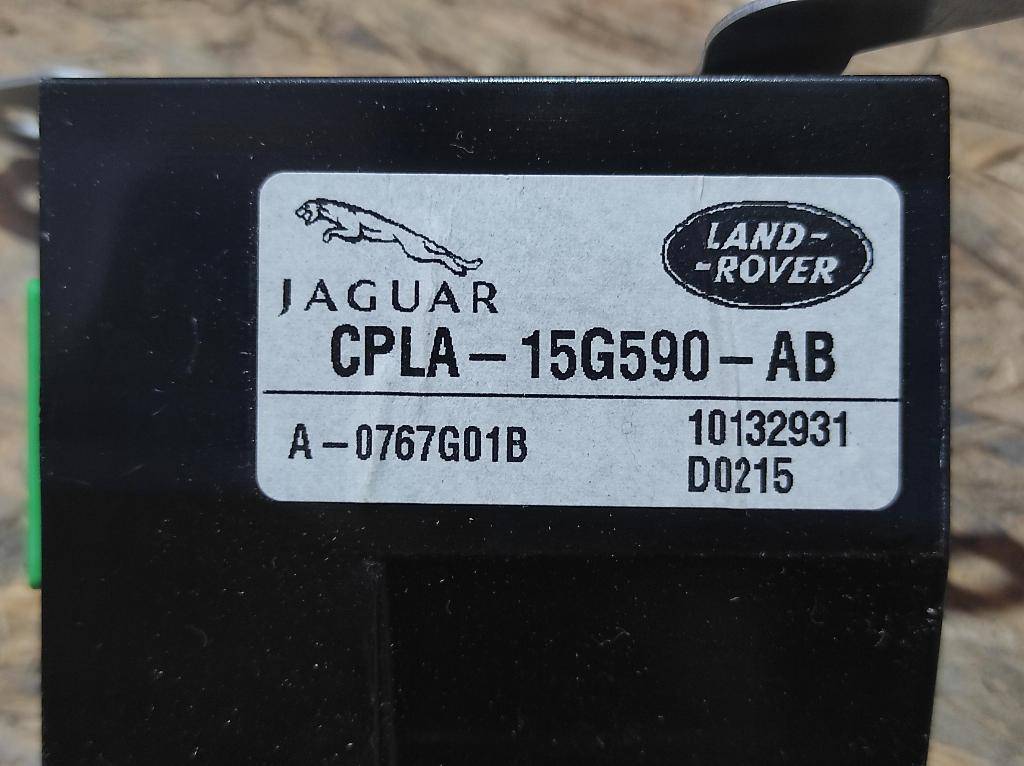 JAGUAR
LAND-
-ROVER
CPLA-15G590-AB
A-0767G01B
10132931
D0215